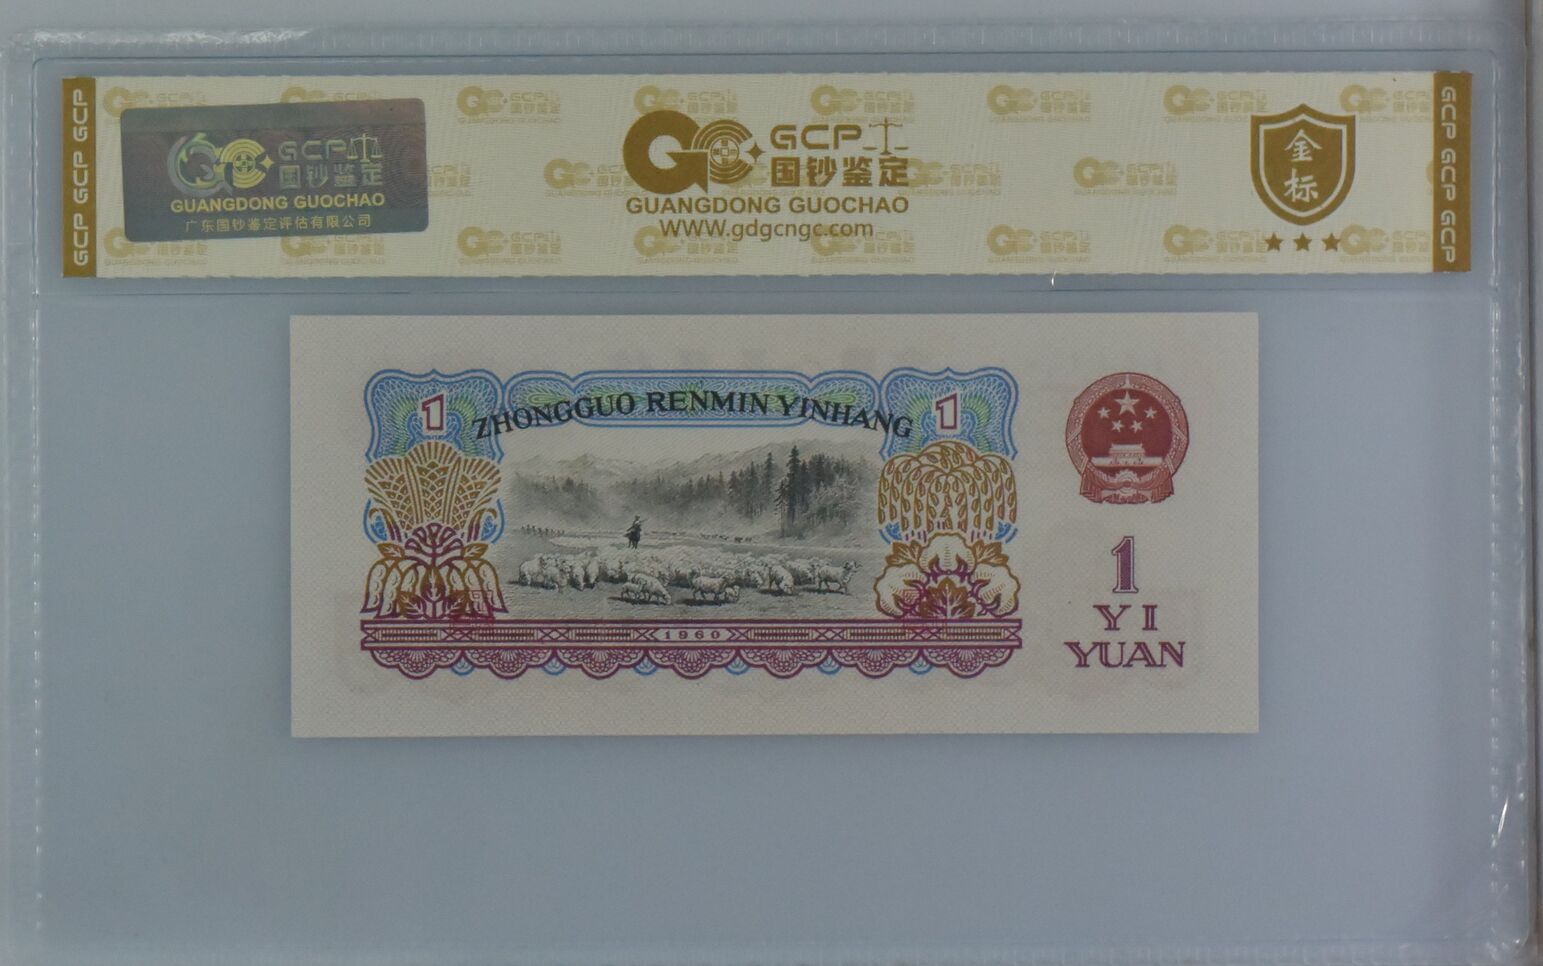 GCP GCP GCP
GCP
国钞鉴定
GUANGDONG GUOCHAO
广东国钞鉴定评估有限公司
GCP
国钞鉴定
GUANGDONG GUOCHAO
WWW.gdgcngc.com
金
标
GCP GCP GCP
ZHONGGUO RENMIN YINHANG
1
1
1960
1
YI
YUAN